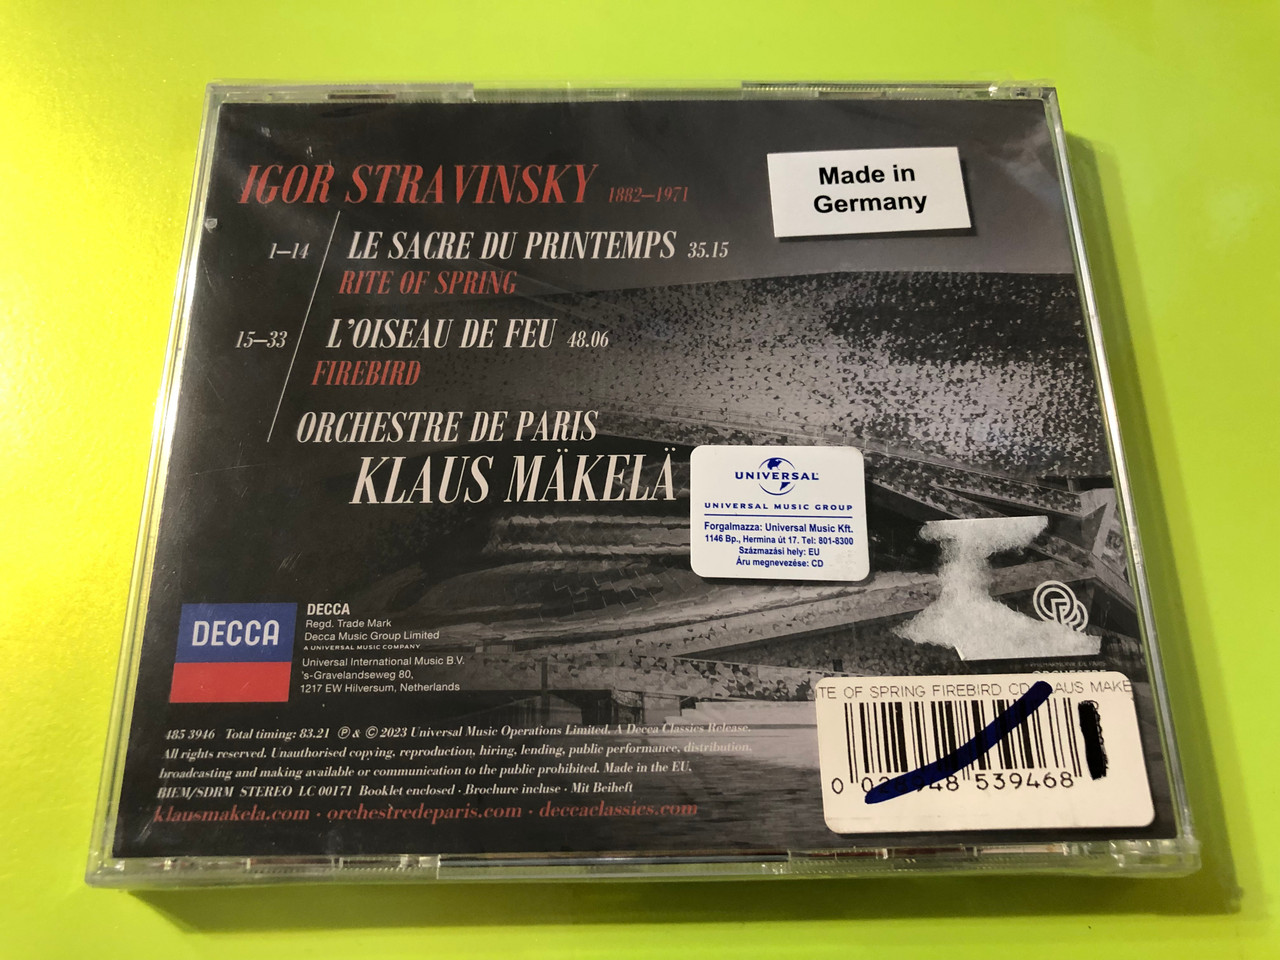 IGOR STRAVINSKY 1882–1971
1–14 LE SACRE DU PRINTEMPS 35.15
RITE OF SPRING
15–33 L'OISEAU DE FEU 48.06
FIREBIRD
ORCHESTRE DE PARIS
KLAUS MÄKELÄ
Made in
Germany
UNIVERSAL
UNIVERSAL MUSIC GROUP
Forgalmazza: Universal Music Kft.
1146 Bp., Hermina út 17. Tel: 801-8300
Származási hely: EU
Áru megnevezése: CD
DECCA
DECCA
Regd. Trade Mark
Decca Music Group Limited
A UNIVERSAL MUSIC COMPANY
Universal International Music B.V.
's-Gravelandseweg 80,
1217 EW Hilversum, Netherlands
ORCHESTRE
ITE OF SPRING FIREBIRD CD KLAUS MAKE
0 948 539468
485 3946 Total timing: 83.21 ℗ & © 2023 Universal Music Operations Limited. A Decca Classics Release.
All rights reserved. Unauthorised copying, reproduction, hiring, lending, public performance, distribution,
broadcasting and making available or communication to the public prohibited. Made in the EU.
BIEM/SDRM STEREO LC 00171 Booklet enclosed · Brochure incluse · Mit Beiheft
klausmakela.com · orchestredeparis.com · deccaclassics.com